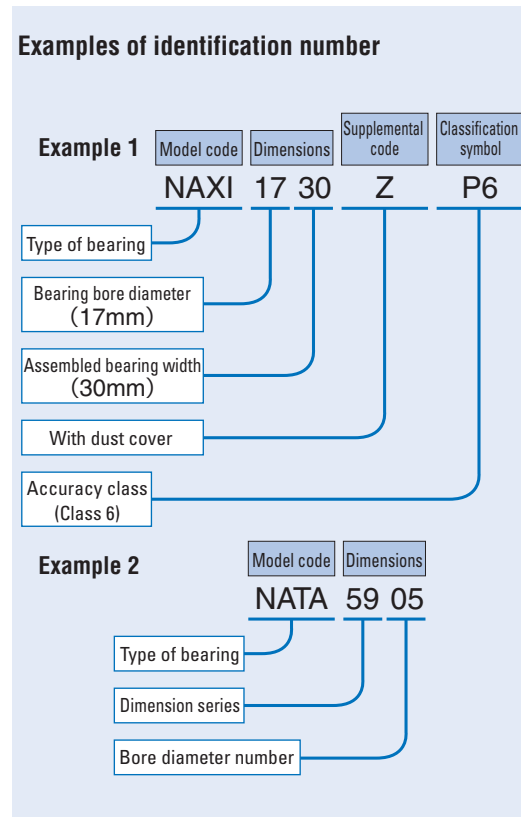 Examples of identification number
Example 1
Model code
Dimensions
Supplemental
code
Classification
symbol
NAXI 17 30 Z P6
Type of bearing
Bearing bore diameter
(17mm)
Assembled bearing width
(30mm)
With dust cover
Accuracy class
(Class 6)
Example 2
Model code
Dimensions
NATA 59 05
Type of bearing
Dimension series
Bore diameter number